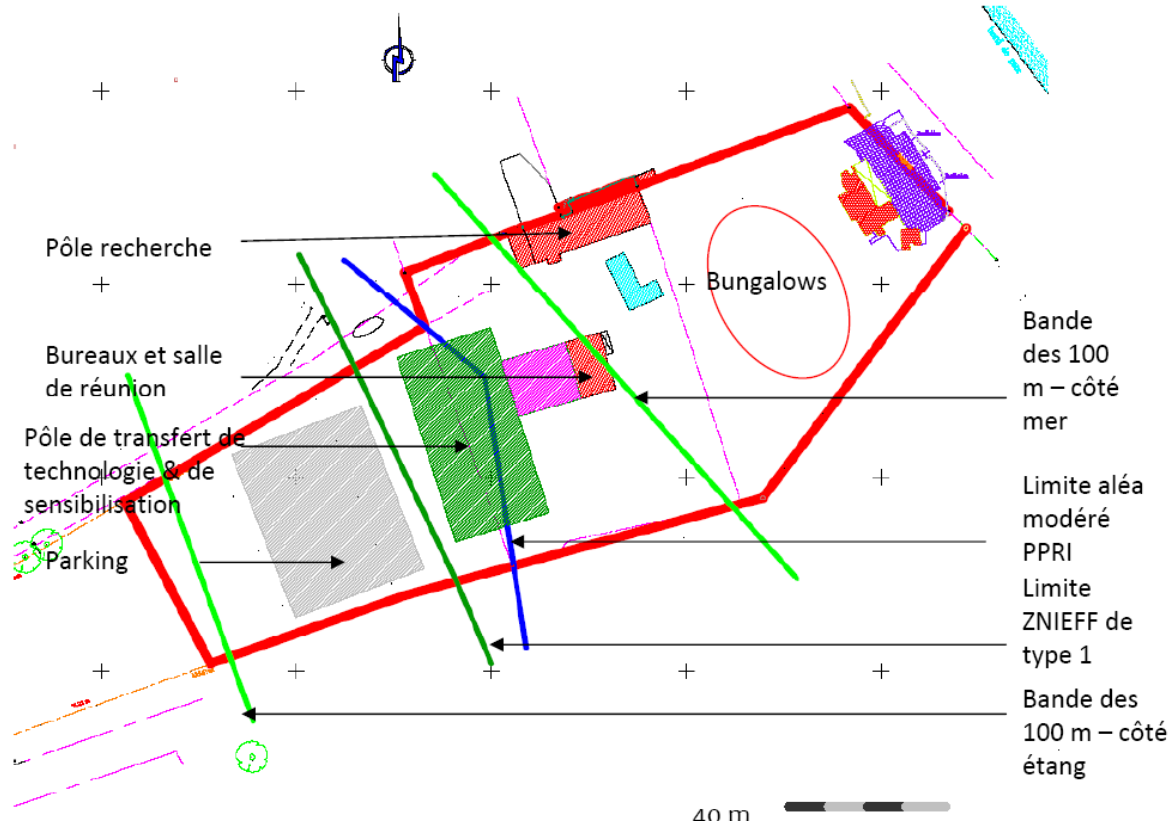 Pôle recherche
Bureaux et salle
de réunion
Pôle de transfert de
technologie & de
sensibilisation
Parking
Bungalows
Bande
des 100
m – côté
mer
Limite aléa
modéré
PPRI
Limite
ZNIEFF de
type 1
Bande des
100 m – côté
étang
40 m